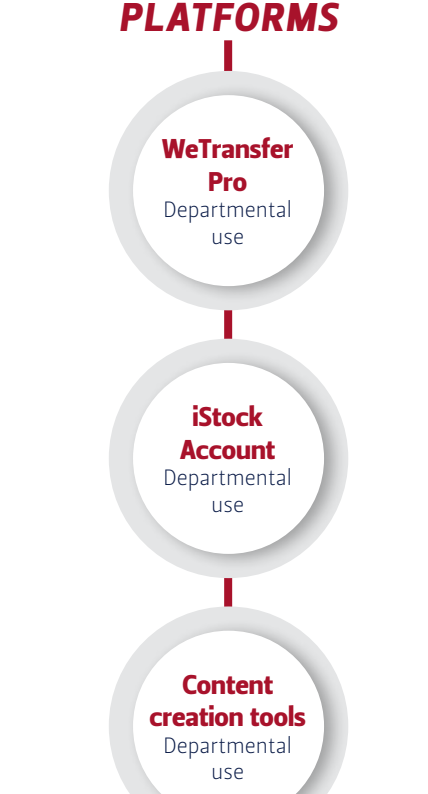 PLATFORMS
WeTransfer
Pro
Departmental
use
iStock
Account
Departmental
use
Content
creation tools
Departmental
use